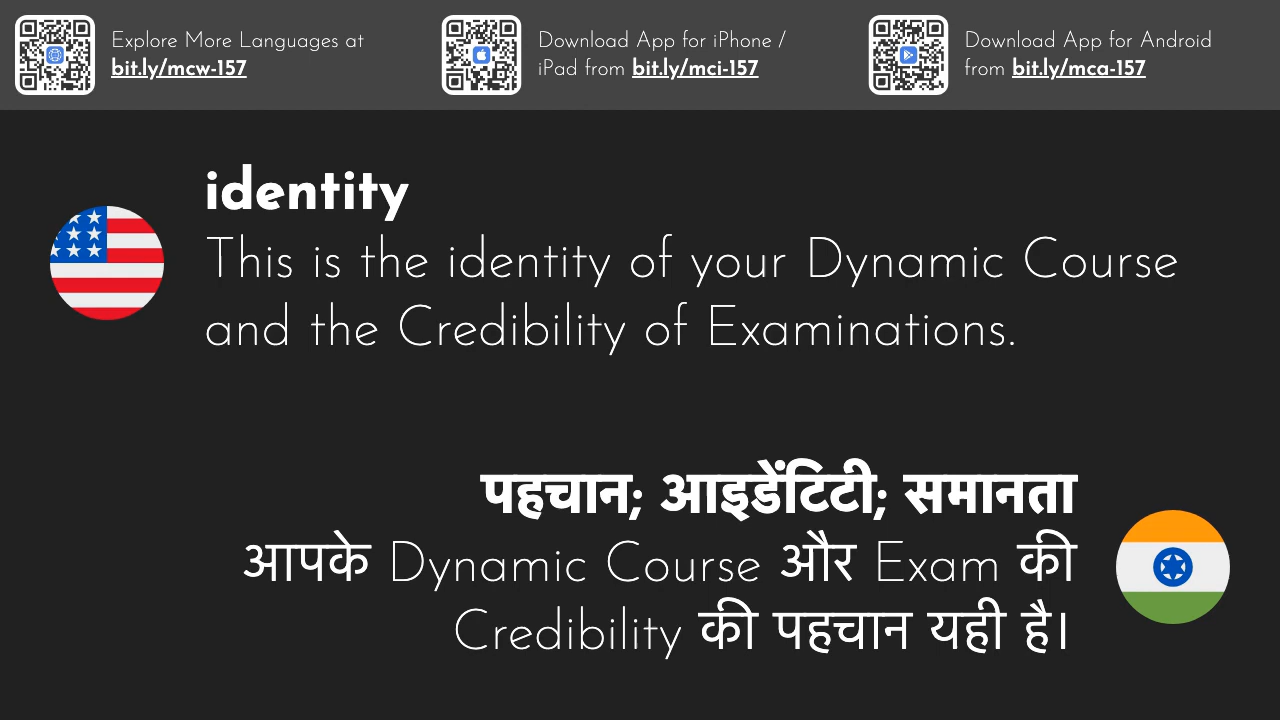 Explore More Languages at
bit.ly/mcw-157
Download App for iPhone /
iPad from bit.ly/mci-157
Download App for Android
from bit.ly/mca-157
identity
This is the identity of your Dynamic Course
and the Credibility of Examinations.
पहचान; आइडेंटिटी; समानता
आपके Dynamic Course और Exam की
Credibility की पहचान यही है।